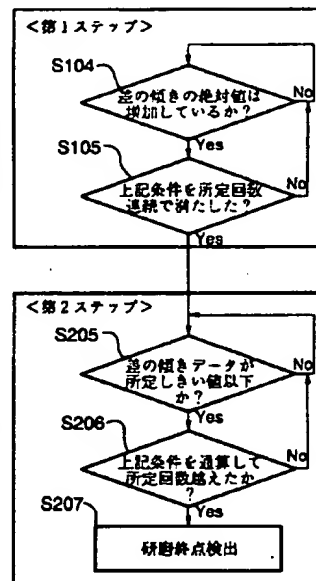 <第1ステップ>
S104
差の傾きの絶対値は
増加しているか?
No
Yes
S105
上記条件を所定回数
連続で満たした?
No
Yes
<第2ステップ>
S205
差の傾きデータが
所定しきい値以下
か?
No
Yes
S206
上記条件を通算して
所定回数越えたか
?
No
Yes
S207
研磨終点検出